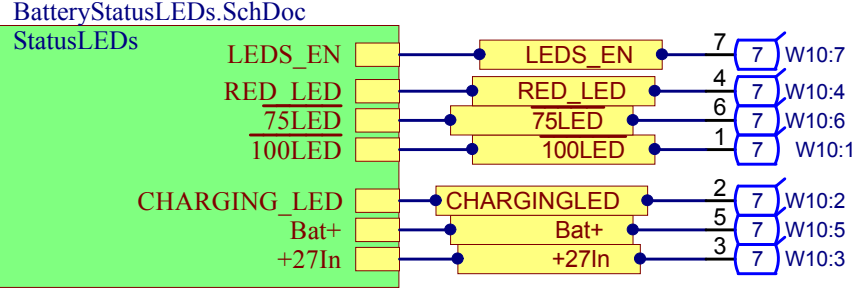 BatteryStatusLEDs.SchDoc
StatusLEDs
LEDS_EN LEDS_EN 7 7 W10:7
RED_LED RED_LED 4 7 W10:4
75LED 75LED 6 7 W10:6
100LED 100LED 1 7 W10:1
CHARGING_LED CHARGINGLED 2 7 W10:2
Bat+ Bat+ 5 7 W10:5
+27In +27In 3 7 W10:3